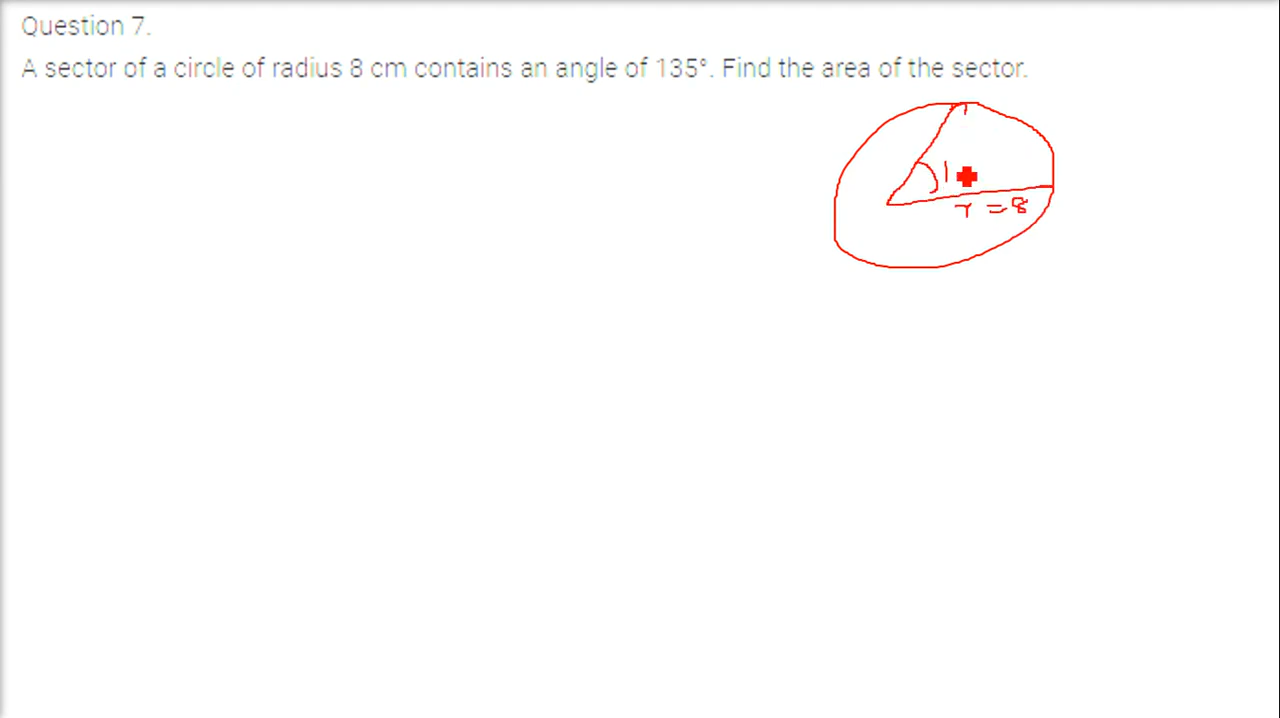 Question 7.
A sector of a circle of radius 8 cm contains an angle of 135°. Find the area of the sector.
1
r = 8